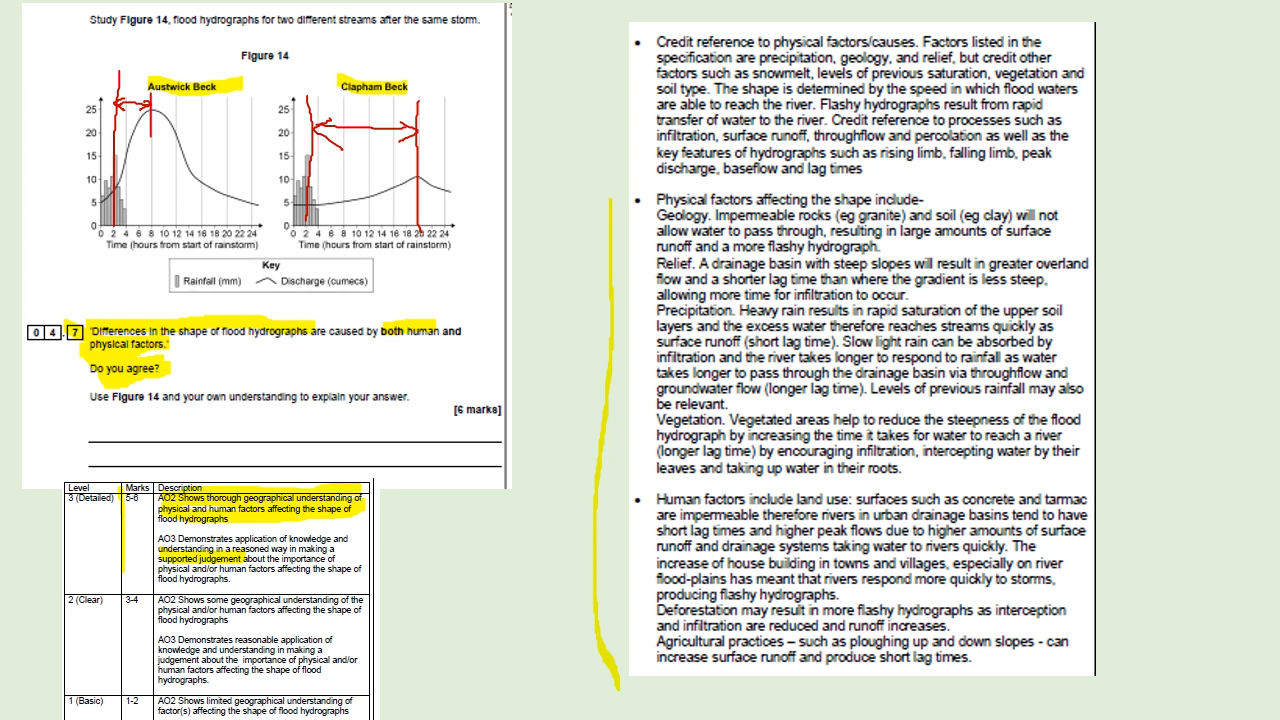 Study Figure 14, flood hydrographs for two different streams after the same storm.
Figure 14
Austwick Beck
Clapham Beck
25
20
15
10
5
0
0 2 4 6 8 10 12 14 16 18 20 22 24
Time (hours from start of rainstorm)
25
20
15
10
5
0
0 2 4 6 8 10 12 14 16 18 20 22 24
Time (hours from start of rainstorm)
Key
Rainfall (mm)
Discharge (cumecs)
0 4 . 7 'Differences in the shape of flood hydrographs are caused by both human and
physical factors.'
Do you agree?
Use Figure 14 and your own understanding to explain your answer.
[6 marks]
Level Marks Description
3 (Detailed) 5-6 AO2 Shows thorough geographical understanding of
physical and human factors affecting the shape of
flood hydrographs
AO3 Demonstrates application of knowledge and
understanding in a reasoned way in making a
supported judgement about the importance of
physical and/or human factors affecting the shape of
flood hydrographs.
2 (Clear) 3-4 AO2 Shows some geographical understanding of the
physical and/or human factors affecting the shape of
flood hydrographs
AO3 Demonstrates reasonable application of
knowledge and understanding in making a
judgement about the importance of physical and/or
human factors affecting the shape of flood
hydrographs.
1 (Basic) 1-2 AO2 Shows limited geographical understanding of
factor(s) affecting the shape of flood hydrographs
• Credit reference to physical factors/causes. Factors listed in the
specification are precipitation, geology, and relief, but credit other
factors such as snowmelt, levels of previous saturation, vegetation and
soil type. The shape is determined by the speed in which flood waters
are able to reach the river. Flashy hydrographs result from rapid
transfer of water to the river. Credit reference to processes such as
infiltration, surface runoff, throughflow and percolation as well as the
key features of hydrographs such as rising limb, falling limb, peak
discharge, baseflow and lag times
• Physical factors affecting the shape include-
Geology. Impermeable rocks (eg granite) and soil (eg clay) will not
allow water to pass through, resulting in large amounts of surface
runoff and a more flashy hydrograph.
Relief. A drainage basin with steep slopes will result in greater overland
flow and a shorter lag time than where the gradient is less steep,
allowing more time for infiltration to occur.
Precipitation. Heavy rain results in rapid saturation of the upper soil
layers and the excess water therefore reaches streams quickly as
surface runoff (short lag time). Slow light rain can be absorbed by
infiltration and the river takes longer to respond to rainfall as water
takes longer to pass through the drainage basin via throughflow and
groundwater flow (longer lag time). Levels of previous rainfall may also
be relevant.
Vegetation. Vegetated areas help to reduce the steepness of the flood
hydrograph by increasing the time it takes for water to reach a river
(longer lag time) by encouraging infiltration, intercepting water by their
leaves and taking up water in their roots.
• Human factors include land use: surfaces such as concrete and tarmac
are impermeable therefore rivers in urban drainage basins tend to have
short lag times and higher peak flows due to higher amounts of surface
runoff and drainage systems taking water to rivers quickly. The
increase of house building in towns and villages, especially on river
flood-plains has meant that rivers respond more quickly to storms,
producing flashy hydrographs.
Deforestation may result in more flashy hydrographs as interception
and infiltration are reduced and runoff increases.
Agricultural practices – such as ploughing up and down slopes - can
increase surface runoff and produce short lag times.